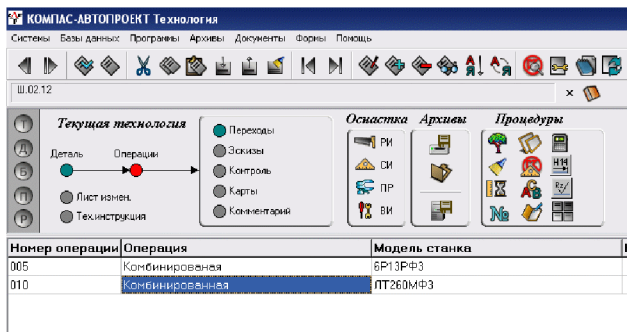 КОМПАС-АВТОПРОЕКТ Технология
Системы Базы данных Программы Архивы Документы Формы Помощь
Ш.02.12
Т
Д
Б
П
Р
Текущая технология
Деталь Операции
Лист измен.
Тех.инструкция
Переходы
Эскизы
Контроль
Карты
Комментарий
Оснастка Архивы Процедуры
РИ
СИ
ПР
ВИ
H14
№
Номер операции Операция Модель станка
005 Комбинированая 6Р13РФ3
010 Комбинированная ЛТ260МФ3